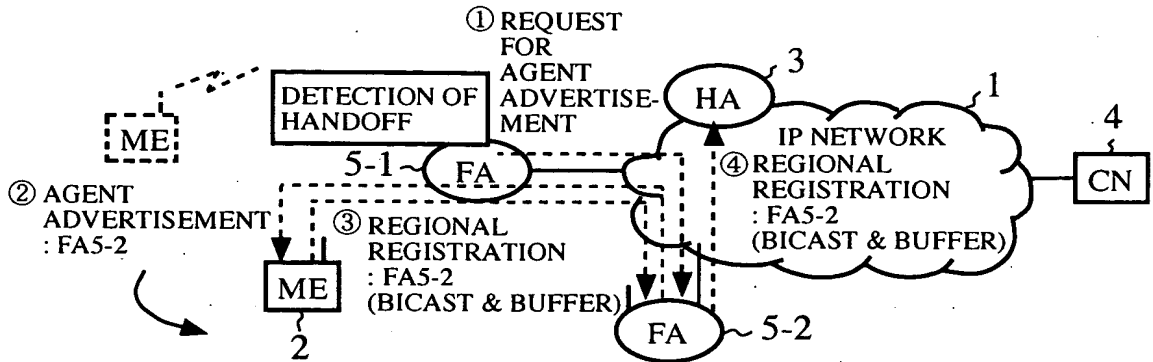 ① REQUEST
FOR
AGENT
ADVERTISE-
MENT
DETECTION OF
HANDOFF
ME
5-1
FA
3
HA
1
IP NETWORK
4
CN
② AGENT
ADVERTISEMENT
: FA5-2
③ REGIONAL
REGISTRATION
: FA5-2
(BICAST & BUFFER)
④ REGIONAL
REGISTRATION
: FA5-2
(BICAST & BUFFER)
ME
2
FA
5-2